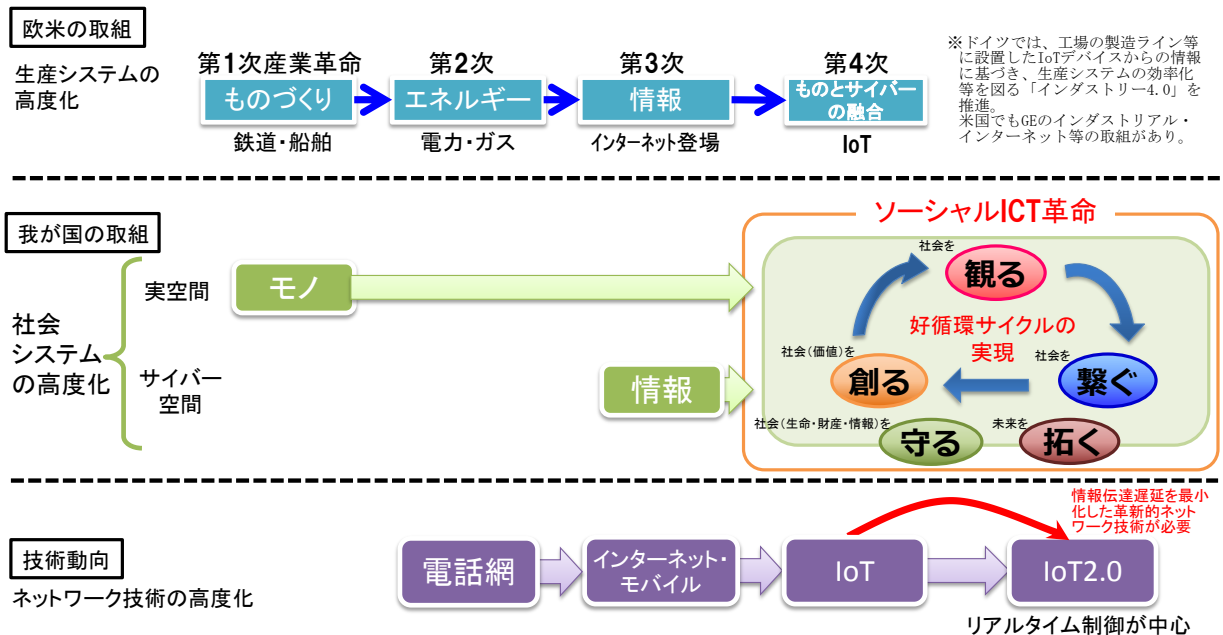 欧米の取組
生産システムの
高度化
第1次産業革命
ものづくり
鉄道・船舶
第2次
エネルギー
電力・ガス
第3次
情報
インターネット登場
第4次
ものとサイバー
の融合
IoT
※ドイツでは、工場の製造ライン等
に設置したIoTデバイスからの情報
に基づき、生産システムの効率化
等を図る「インダストリー4.0」を
推進。
米国でもGEのインダストリアル・
インターネット等の取組があり。
我が国の取組
社会
システム
の高度化
実空間
サイバー
空間
モノ
情報
ソーシャルICT革命
社会を
観る
好循環サイクルの
実現
社会を
繋ぐ
社会(価値)を
創る
社会(生命・財産・情報)を
守る
未来を
拓く
技術動向
ネットワーク技術の高度化
電話網
インターネット・
モバイル
IoT
IoT2.0
情報伝達遅延を最小
化した革新的ネット
ワーク技術が必要
リアルタイム制御が中心